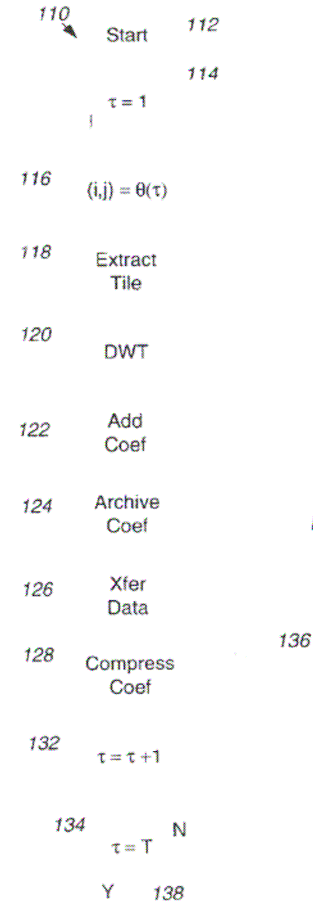 110
Start 112
114
τ = 1
116 (i,j) = θ(τ)
118 Extract
Tile
120
DWT
122 Add
Coef
124 Archive
Coef
126 Xfer
Data
136
128 Compress
Coef
132 τ = τ +1
134 N
τ = T
Y 138